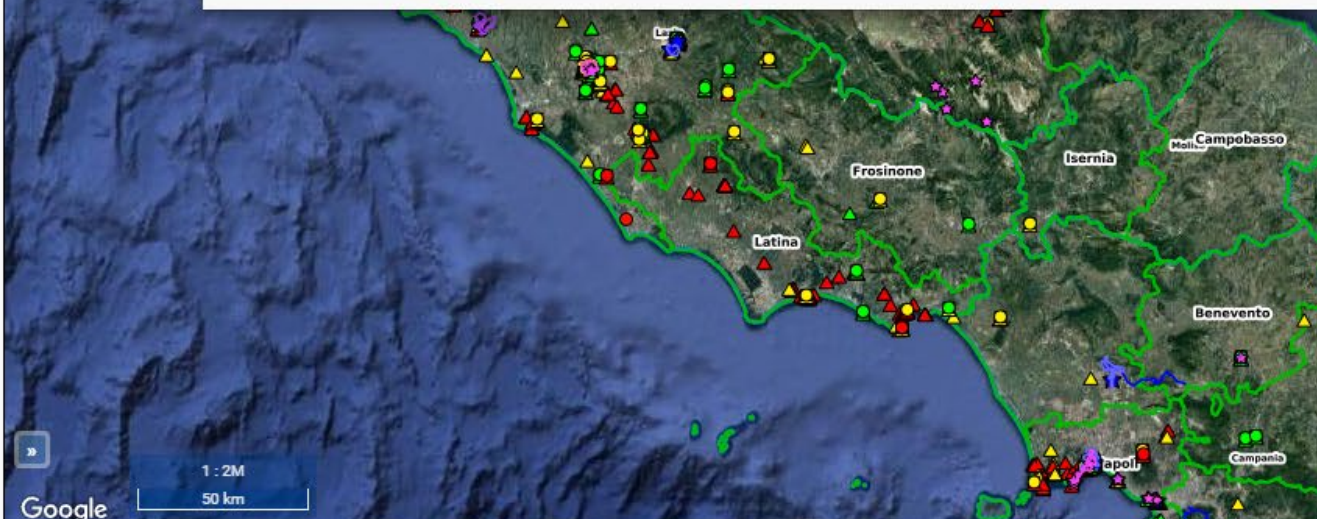 Frosinone
Isernia
Campobasso
Latina
Benevento
Campania
»
1 : 2M
50 km
Google